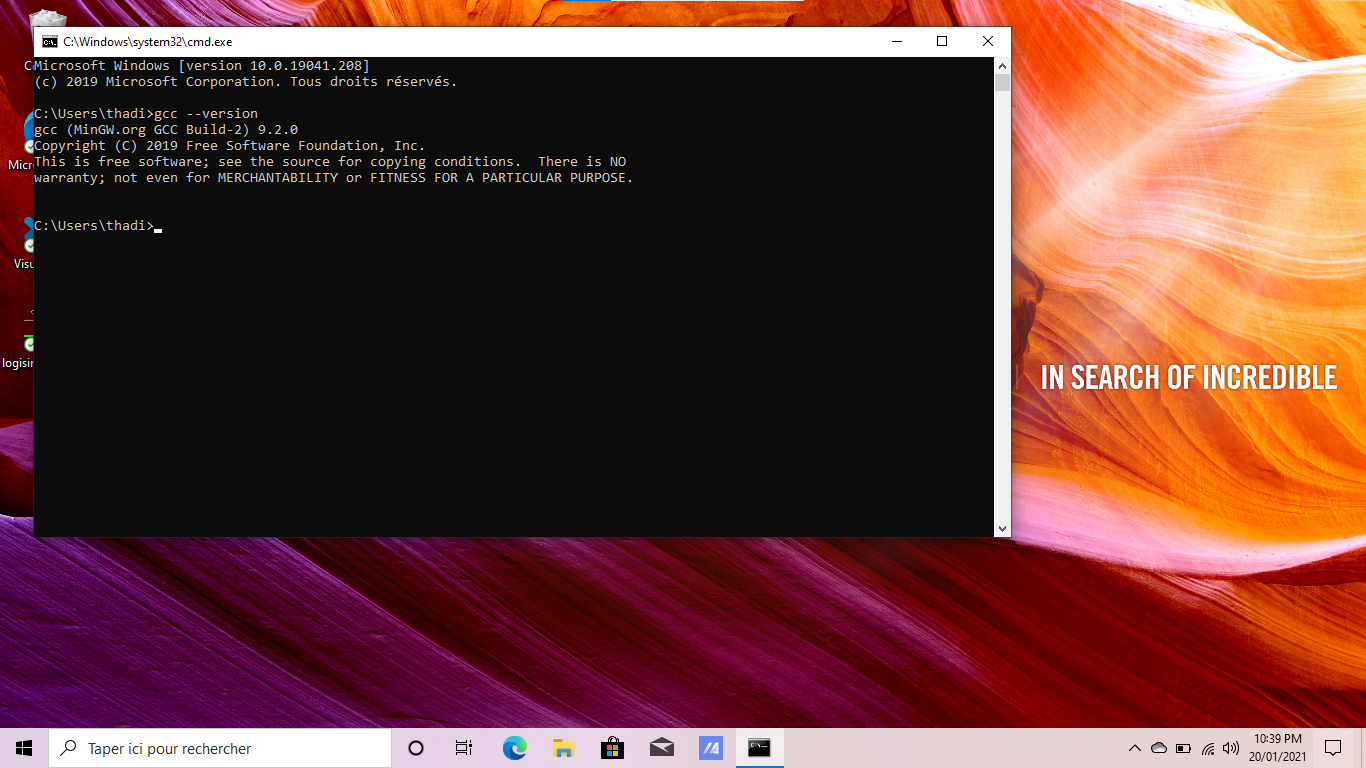 C:\Windows\system32\cmd.exe
Microsoft Windows [version 10.0.19041.208]
(c) 2019 Microsoft Corporation. Tous droits réservés.
C:\Users\thadi>gcc --version
gcc (MinGW.org GCC Build-2) 9.2.0
Copyright (C) 2019 Free Software Foundation, Inc.
This is free software; see the source for copying conditions.  There is NO
warranty; not even for MERCHANTABILITY or FITNESS FOR A PARTICULAR PURPOSE.
C:\Users\thadi>
Micr
Visu
logisi
IN SEARCH OF INCREDIBLE
Taper ici pour rechercher
10:39 PM
20/01/2021